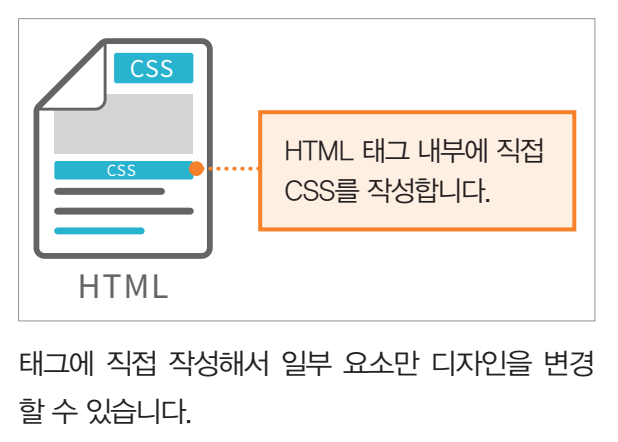 CSS
HTML 태그 내부에 직접
CSS를 작성합니다.
CSS
HTML
태그에 직접 작성해서 일부 요소만 디자인을 변경
할 수 있습니다.